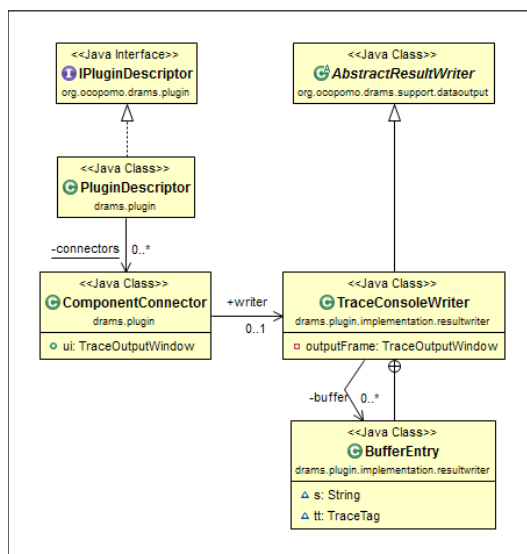 <<Java Interface>>
IPluginDescriptor
org.ocopomo.drams.plugin
<<Java Class>>
AbstractResultWriter
org.ocopomo.drams.support.dataoutput
<<Java Class>>
PluginDescriptor
drams.plugin
-connectors
0..*
<<Java Class>>
ComponentConnector
drams.plugin
ui: TraceOutputWindow
+writer
0..1
<<Java Class>>
TraceConsoleWriter
drams.plugin.implementation.resultwriter
outputFrame: TraceOutputWindow
-buffer
0..*
<<Java Class>>
BufferEntry
drams.plugin.implementation.resultwriter
s: String
tt: TraceTag